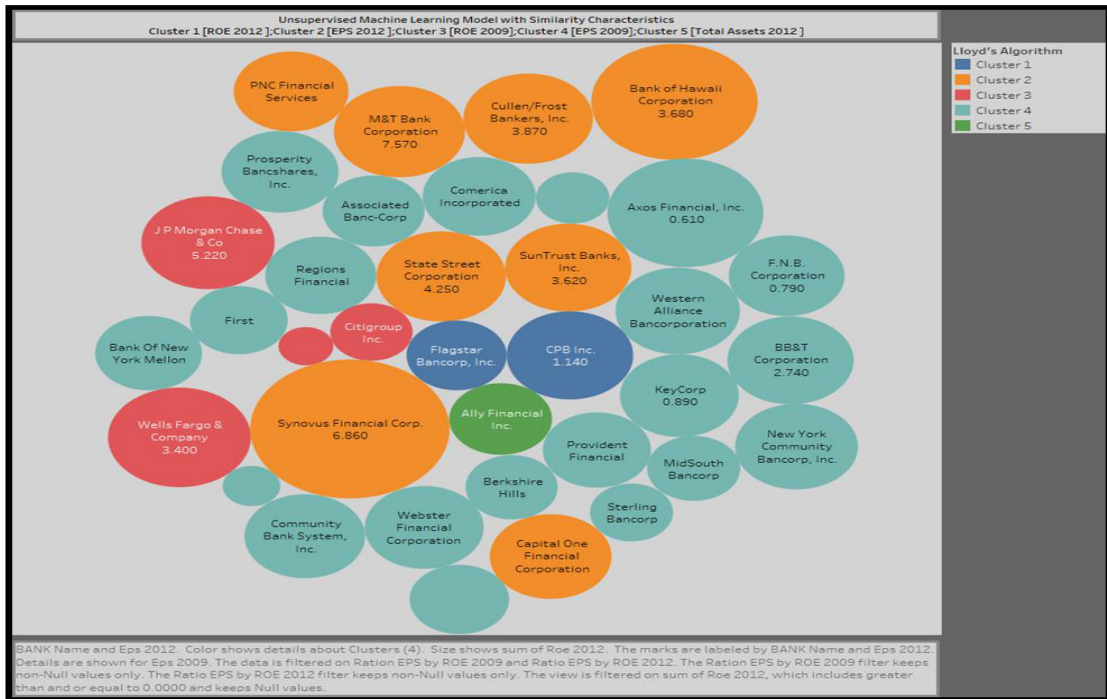 Unsupervised Machine Learning Model with Similarity Characteristics
Cluster 1 [ROE 2012 ];Cluster 2 [EPS 2012 ];Cluster 3 [ROE 2009];Cluster 4 [EPS 2009];Cluster 5 [Total Assets 2012 ]
Lloyd's Algorithm
Cluster 1
Cluster 2
Cluster 3
Cluster 4
Cluster 5
PNC Financial
Services
M&T Bank
Corporation
7.570
Cullen/Frost
Bankers, Inc.
3.870
Bank of Hawaii
Corporation
3.680
Prosperity
Bancshares,
Inc.
Associated
Banc-Corp
Comerica
Incorporated
Axos Financial, Inc.
0.610
J P Morgan Chase
& Co
5.220
Regions
Financial
State Street
Corporation
4.250
SunTrust Banks,
Inc.
3.620
F.N.B.
Corporation
0.790
Western
Alliance
Bancorporation
First
Citigroup
Inc.
Bank Of New
York Mellon
Flagstar
Bancorp, Inc.
CPB Inc.
1.140
BB&T
Corporation
2.740
KeyCorp
0.890
Wells Fargo &
Company
3.400
Synovus Financial Corp.
6.860
Ally Financial
Inc.
Provident
Financial
New York
Community
Bancorp, Inc.
MidSouth
Bancorp
Berkshire
Hills
Sterling
Bancorp
Community
Bank System,
Inc.
Webster
Financial
Corporation
Capital One
Financial
Corporation
BANK Name and Eps 2012. Color shows details about Clusters (4). Size shows sum of Roe 2012. The marks are labeled by BANK Name and Eps 2012.
Details are shown for Eps 2009. The data is filtered on Ration EPS by ROE 2009 and Ratio EPS by ROE 2012. The Ration EPS by ROE 2009 filter keeps
non-Null values only. The Ratio EPS by ROE 2012 filter keeps non-Null values only. The view is filtered on sum of Roe 2012, which includes greater
than and or equal to 0.0000 and keeps Null values.